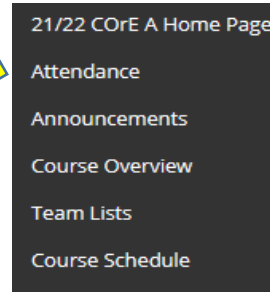 21/22 COrE A Home Page
Attendance
Announcements
Course Overview
Team Lists
Course Schedule